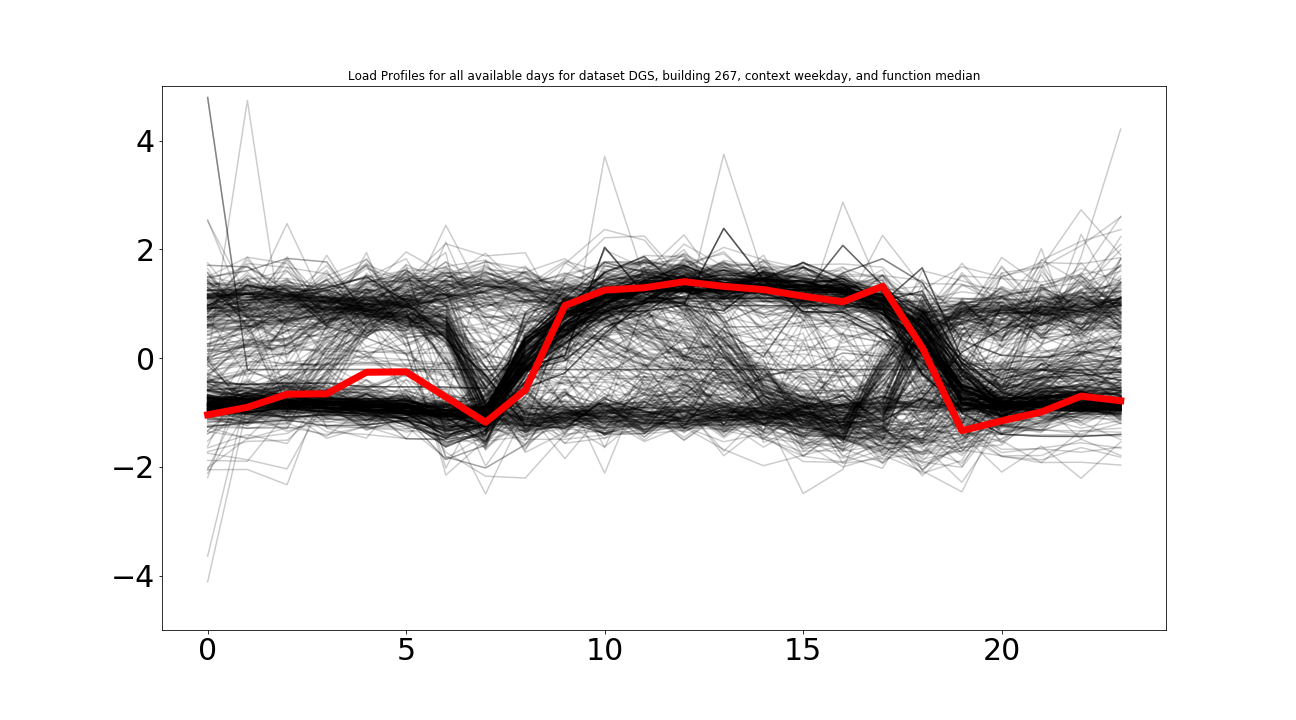 Load Profiles for all available days for dataset DGS, building 267, context weekday, and function median
4
2
0
−2
−4
0 5 10 15 20